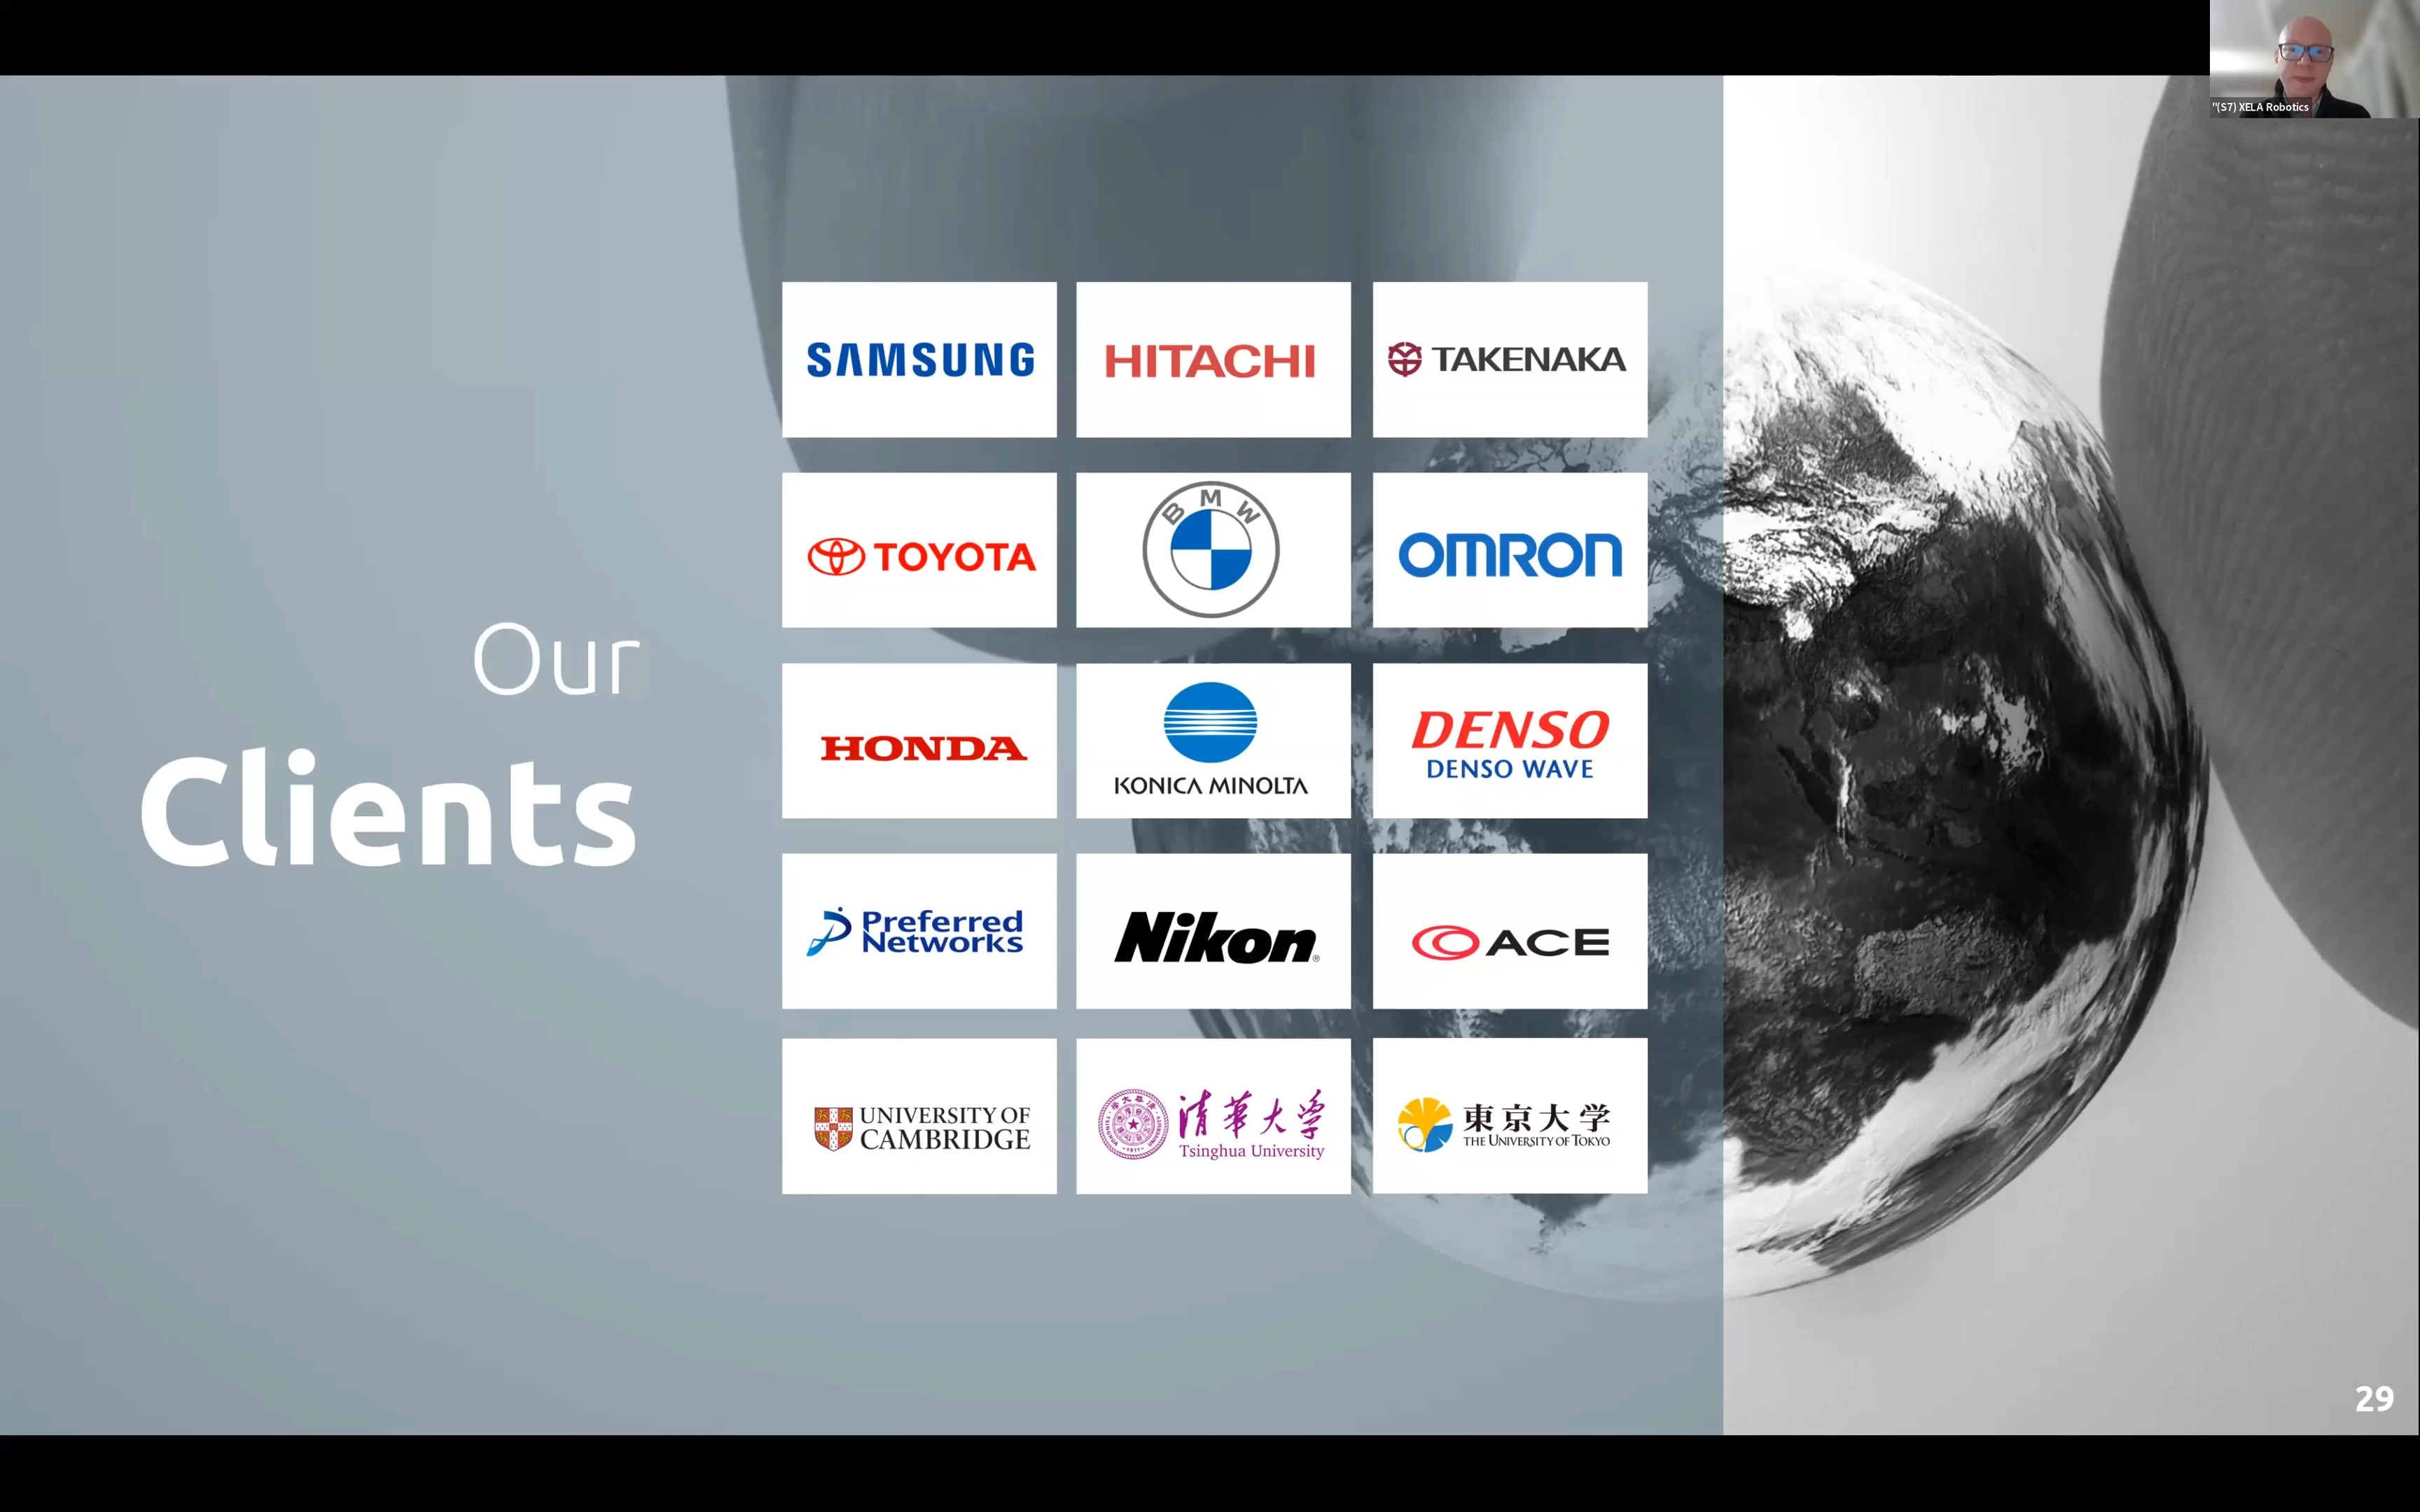 "(S7) XELA Robotics
Our
Clients
SAMSUNG
HITACHI
TAKENAKA
TOYOTA
BMW
OMRON
HONDA
KONICA MINOLTA
DENSO
DENSO WAVE
Preferred
Networks
Nikon®
ACE
UNIVERSITY OF
CAMBRIDGE
清華大学
Tsinghua University
東京大学
THE UNIVERSITY OF TOKYO
29